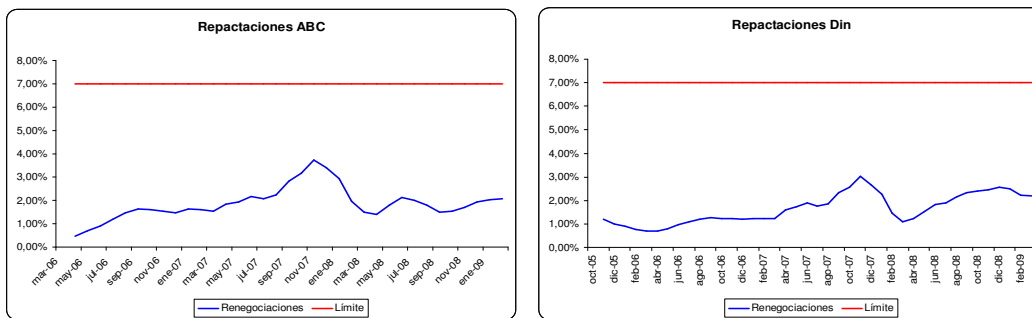 Repactaciones ABC
8,00%
7,00%
6,00%
5,00%
4,00%
3,00%
2,00%
1,00%
0,00%
mar-06
may-06
jul-06
sep-06
nov-06
ene-07
mar-07
may-07
jul-07
sep-07
nov-07
ene-08
mar-08
may-08
jul-08
sep-08
nov-08
ene-09
Renegociaciones
Límite
Repactaciones Din
8,00%
7,00%
6,00%
5,00%
4,00%
3,00%
2,00%
1,00%
0,00%
oct-05
dic-05
feb-06
abr-06
jun-06
ago-06
oct-06
dic-06
feb-07
abr-07
jun-07
ago-07
oct-07
dic-07
feb-08
abr-08
jun-08
ago-08
oct-08
dic-08
feb-09
Renegociaciones
Límite